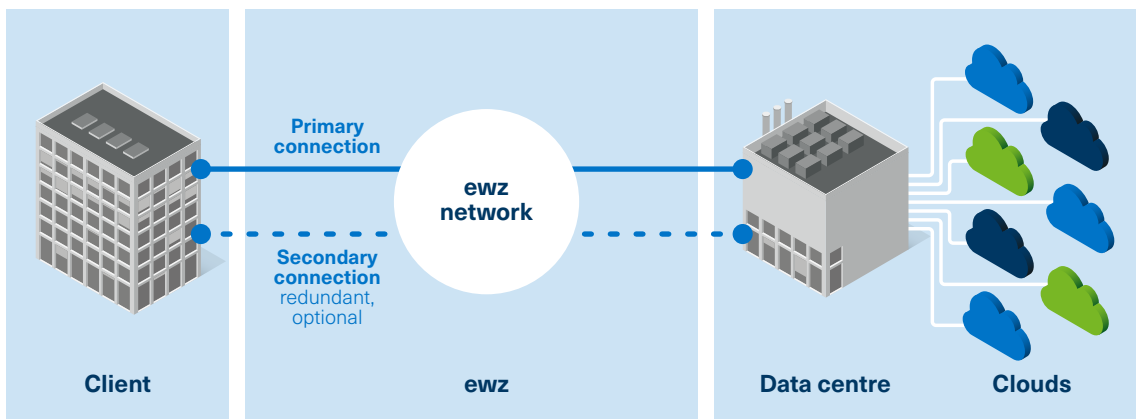 Primary
connection
ewz
network
Secondary
connection
redundant,
optional
Client
ewz
Data centre
Clouds